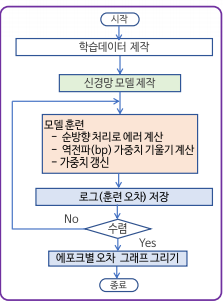 시작
학습데이터 제작
신경망 모델 제작
모델 훈련
- 순방향 처리로 에러 계산
- 역전파(bp) 가중치 기울기 계산
- 가중치 갱신
로그(훈련 오차) 저장
No
수렴
Yes
에포크별 오차 그래프 그리기
종료